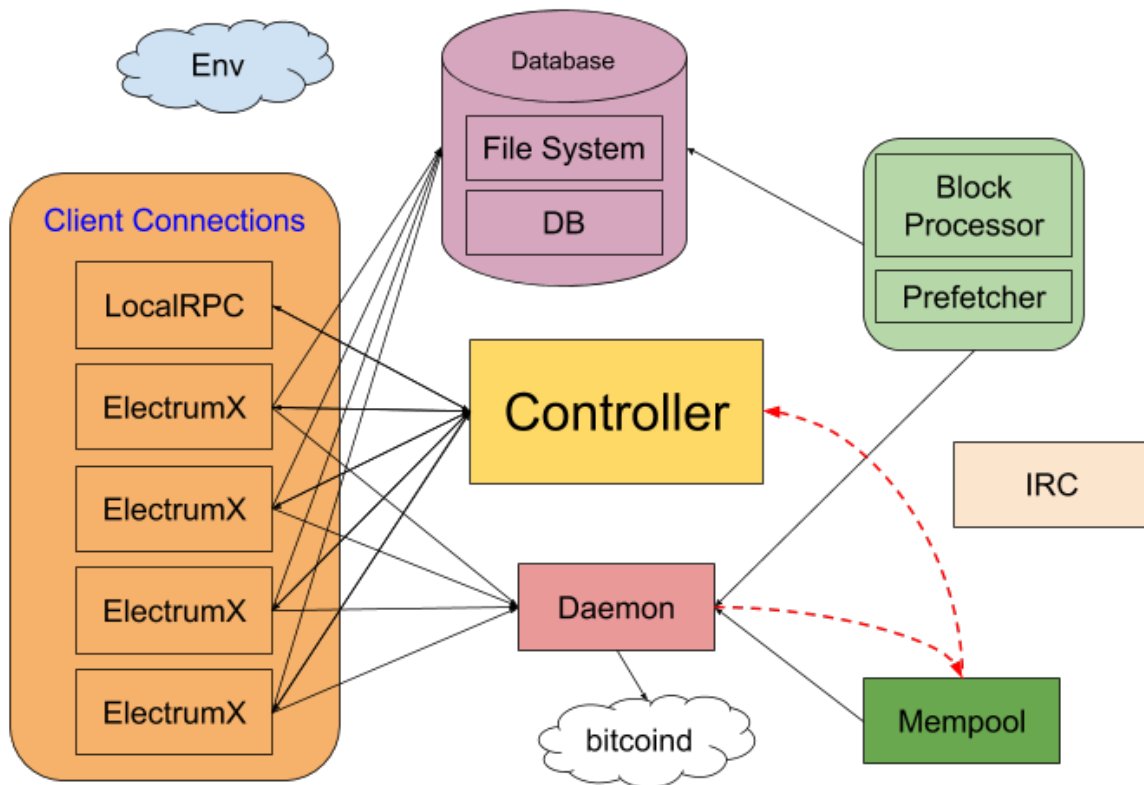 Env
Database
File System
DB
Block
Processor
Prefetcher
Client Connections
LocalRPC
ElectrumX
ElectrumX
ElectrumX
ElectrumX
Controller
IRC
Daemon
bitcoind
Mempool